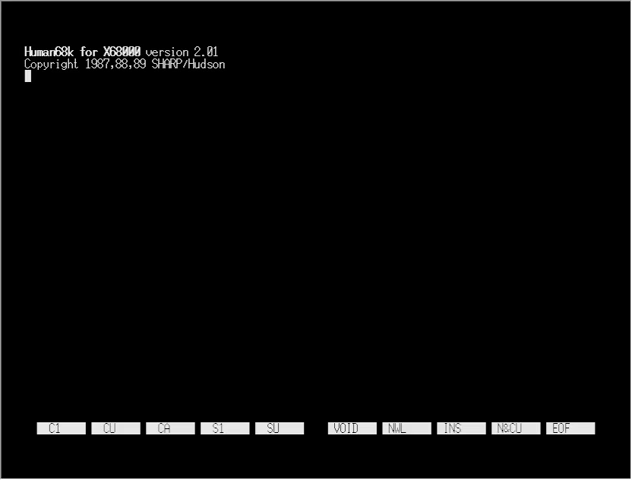 Human68k for X68000 version 2.01
Copyright 1987,88,89 SHARP/Hudson
C1 CU CA S1 SU VOID NWL INS N&CU EOF